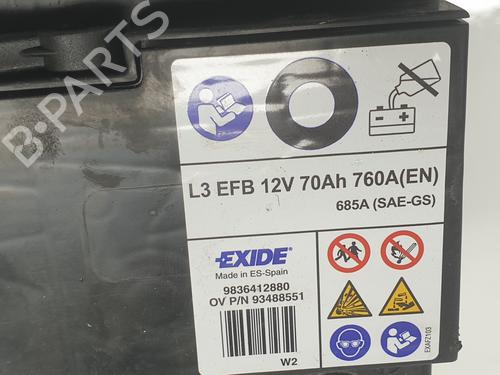 B-PARTS
L3 EFB 12V 70Ah 760A(EN)
685A (SAE-GS)
EXIDE
Made in ES-Spain
9836412880
OV P/N 93488551
W2
EXAFZ103